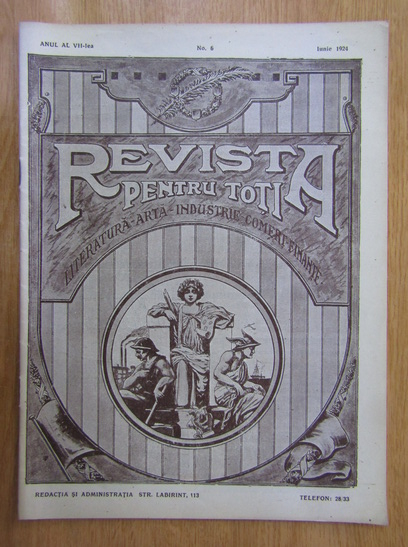 ANUL AL VII-lea No. 6 Iunie 1924
REVISTA
PENTRU TOȚI
LITERATURĂ-ARTA-INDUSTRIE-COMERȚ-FINANȚE
REDACȚIA ȘI ADMINISTRAȚIA STR. LABIRINT, 113 TELEFON: 28/33